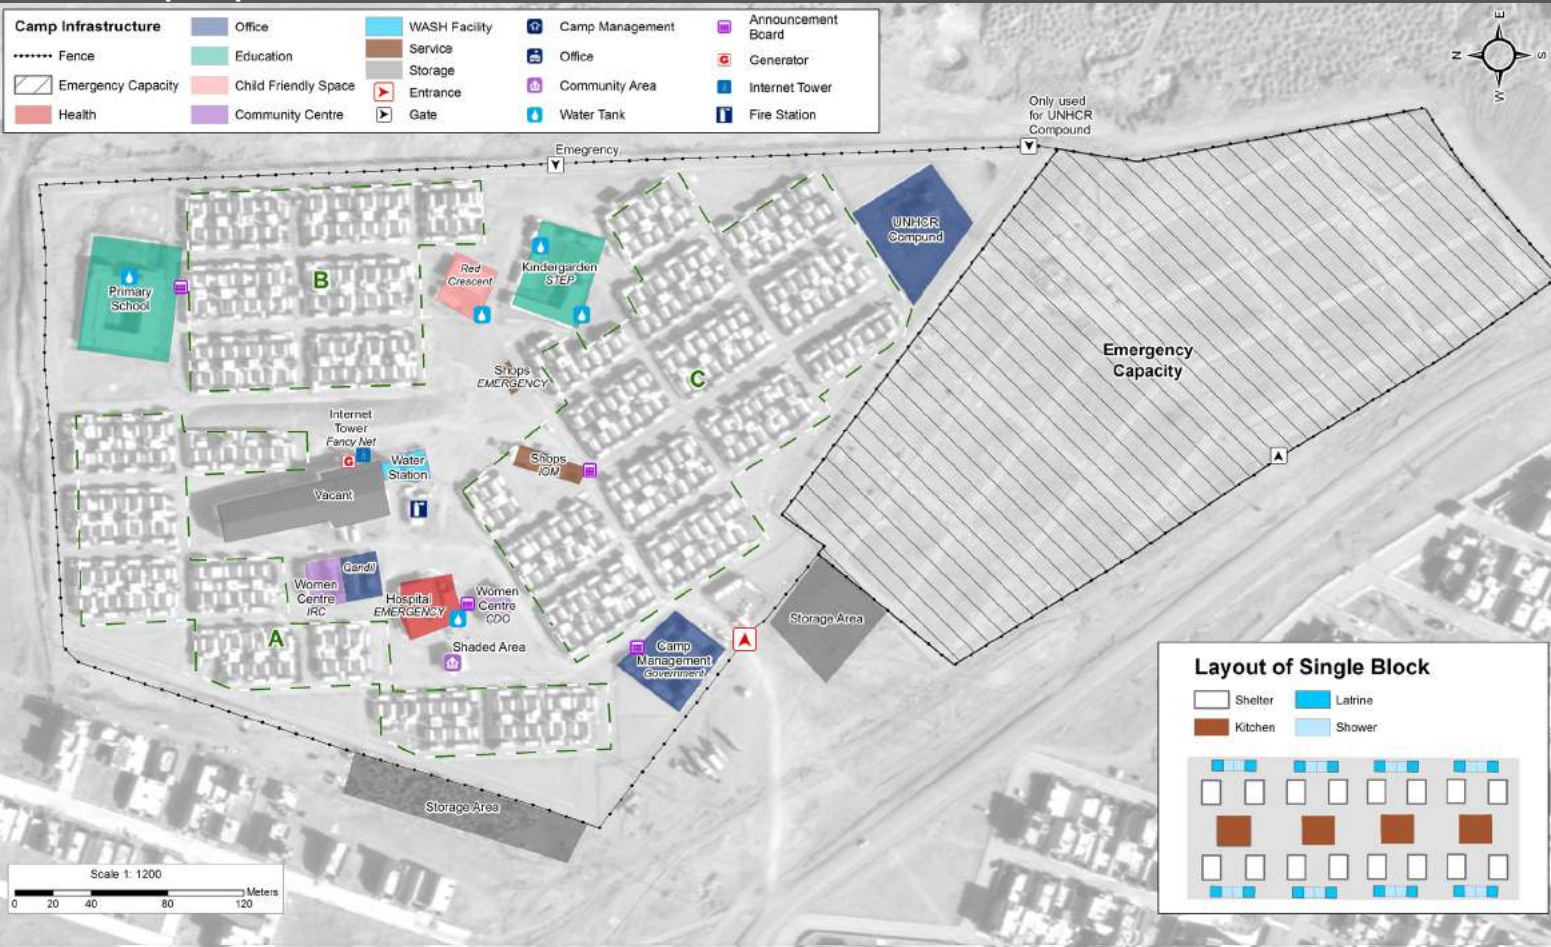 Camp Infrastructure
Fence
Emergency Capacity
Health
Office
Education
Child Friendly Space
Community Centre
WASH Facility
Service
Storage
Entrance
Gate
Camp Management
Office
Community Area
Water Tank
Announcement
Board
Generator
Internet Tower
Fire Station
E
N
S
W
Only used
for UNHCR
Compound
Emegrency
UNHCR
Compund
Primary
School
B
Red
Crescent
Kindergarden
STEP
Shops
EMERGENCY
C
Emergency
Capacity
Internet
Tower
Fancy Net
G
Water
Station
Shops
IOM
Vacant
Women
Centre
IRC
Qandil
Hospital
EMERGENCY
Women
Centre
CDO
A
Shaded Area
Camp
Management
Government
Storage Area
Storage Area
Scale 1: 1200
Meters
0 20 40 80 120
Layout of Single Block
Shelter
Latrine
Kitchen
Shower